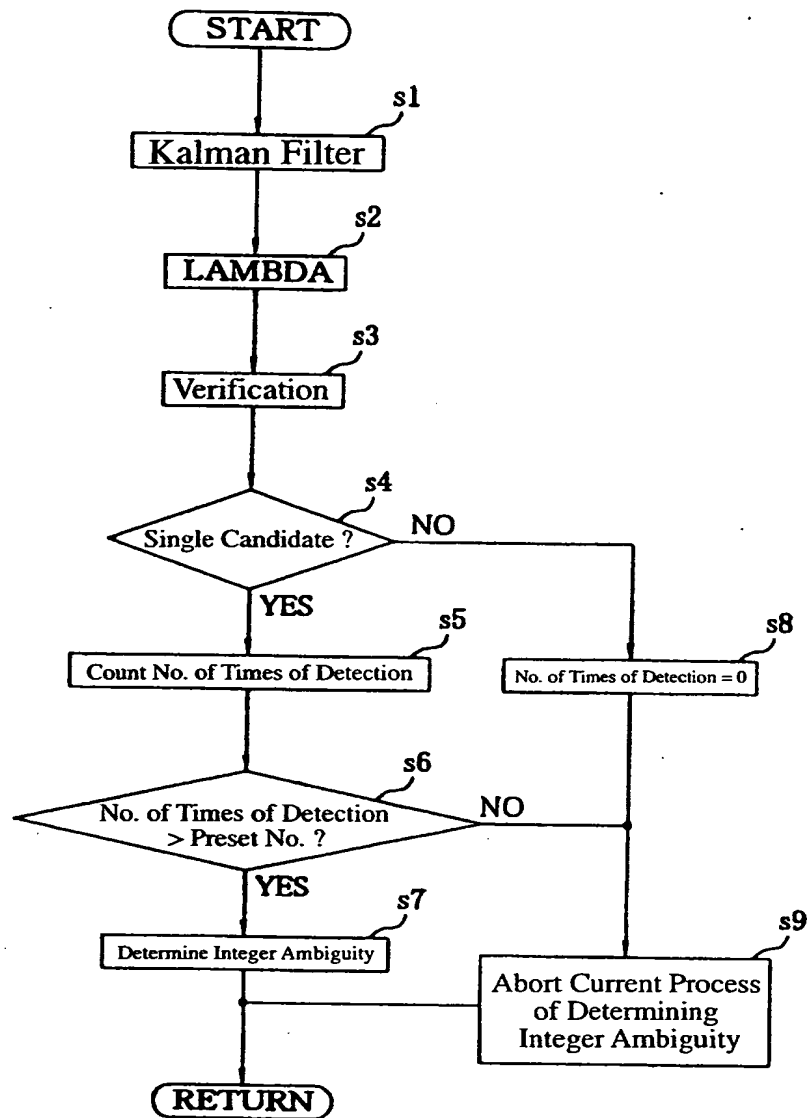 START
s1
Kalman Filter
s2
LAMBDA
s3
Verification
s4
Single Candidate ?
NO
YES
s5
Count No. of Times of Detection
s8
No. of Times of Detection = 0
s6
No. of Times of Detection
> Preset No. ?
NO
YES
s7
Determine Integer Ambiguity
s9
Abort Current Process
of Determining
Integer Ambiguity
RETURN